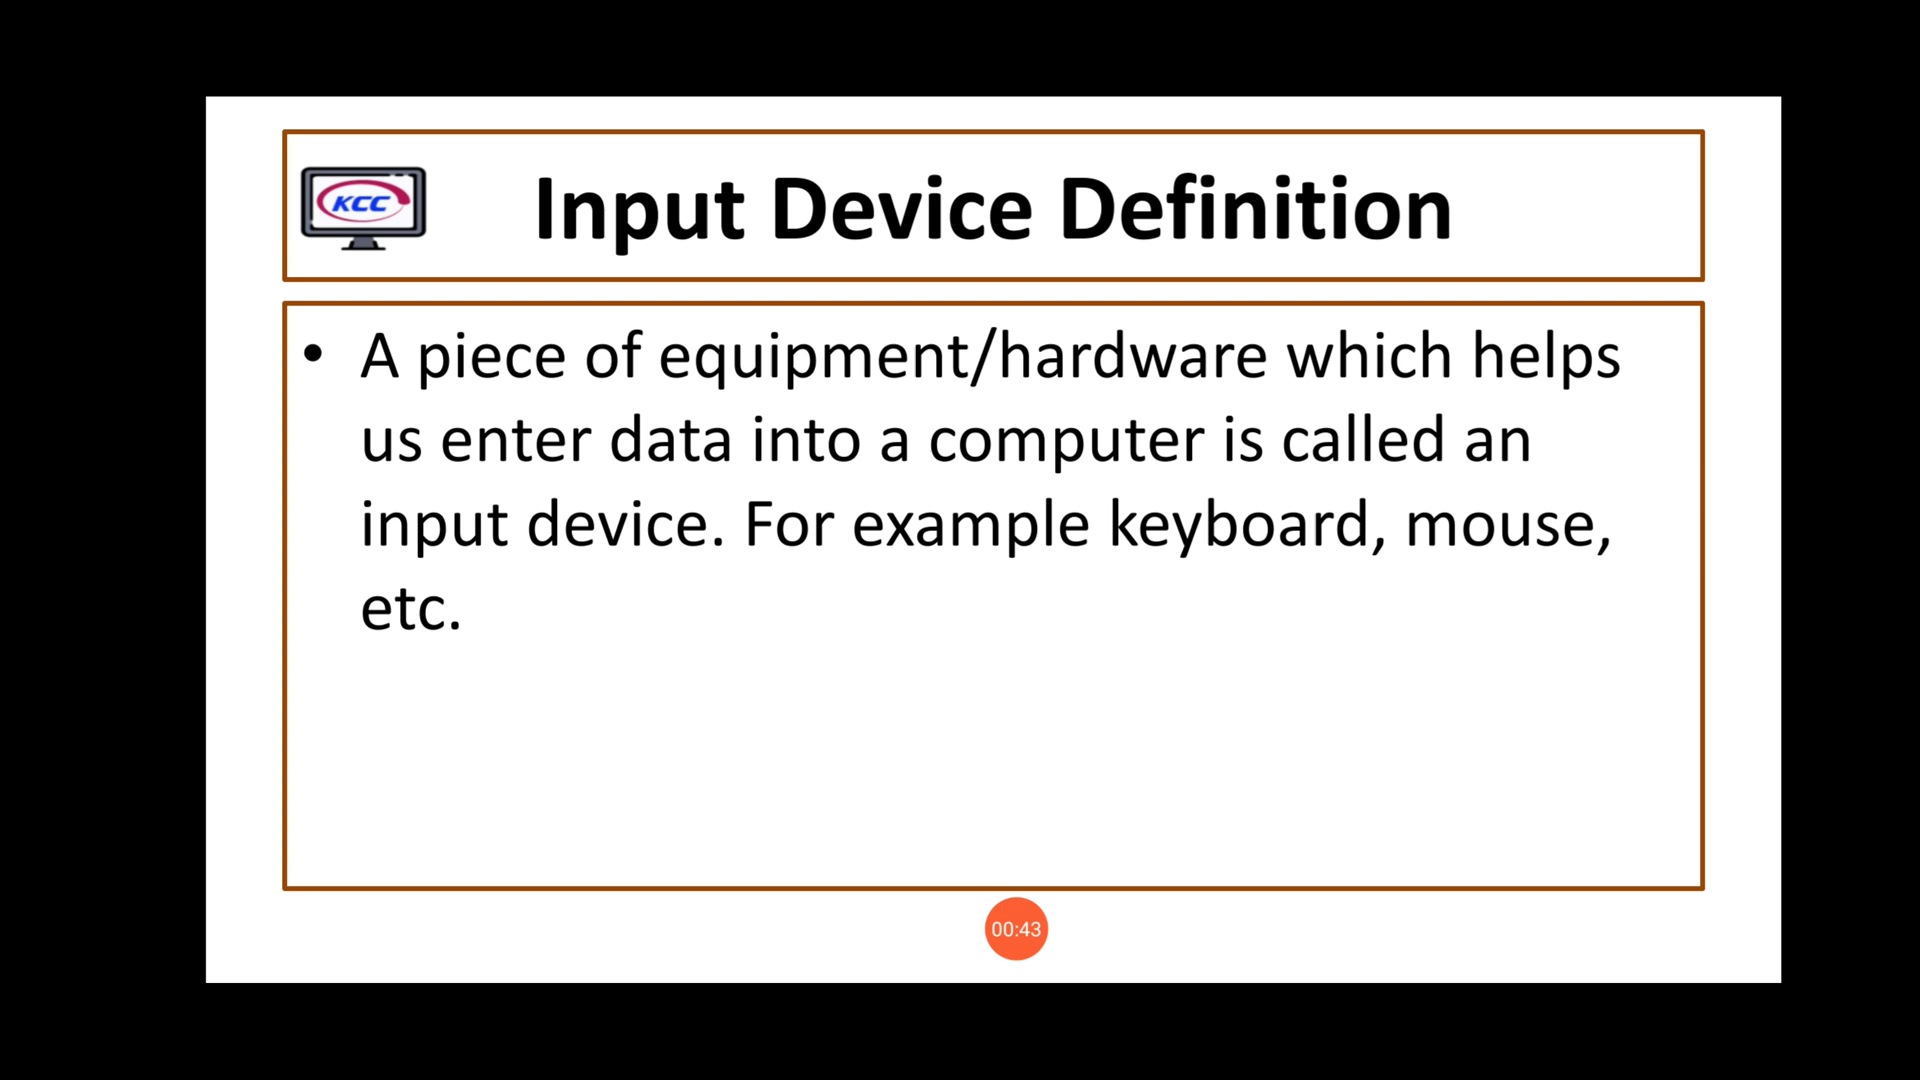 KCC
Input Device Definition
• A piece of equipment/hardware which helps
us enter data into a computer is called an
input device. For example keyboard, mouse,
etc.
00:43